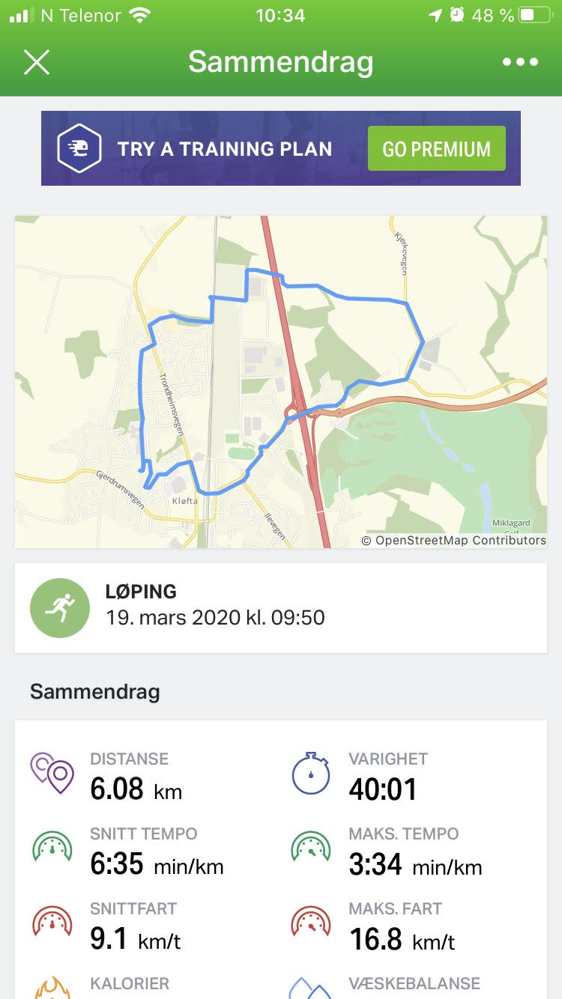 N Telenor 10:34 48 %
Sammendrag
TRY A TRAINING PLAN GO PREMIUM
Kjerkevegen
Trondheimsvegen
Gjerdrumsvegen
Kløfta
Ilevegen
Miklagard
Golf
© OpenStreetMap Contributors
LØPING
19. mars 2020 kl. 09:50
Sammendrag
DISTANSE VARIGHET
6.08 km 40:01
SNITT TEMPO MAKS. TEMPO
6:35 min/km 3:34 min/km
SNITTFART MAKS. FART
9.1 km/t 16.8 km/t
KALORIER VÆSKEBALANSE